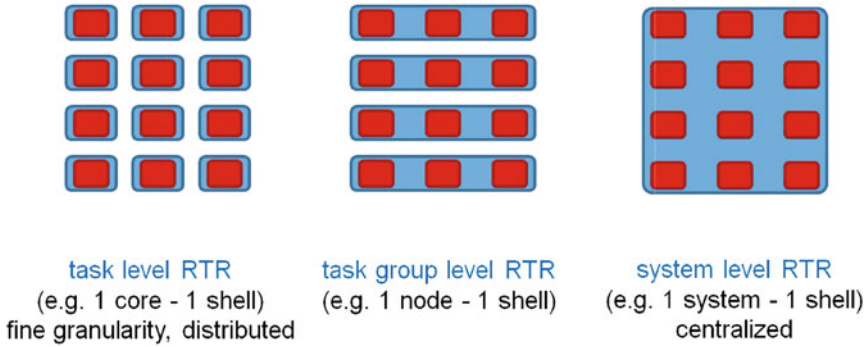 task level RTR
(e.g. 1 core - 1 shell)
fine granularity, distributed
task group level RTR
(e.g. 1 node - 1 shell)
system level RTR
(e.g. 1 system - 1 shell)
centralized